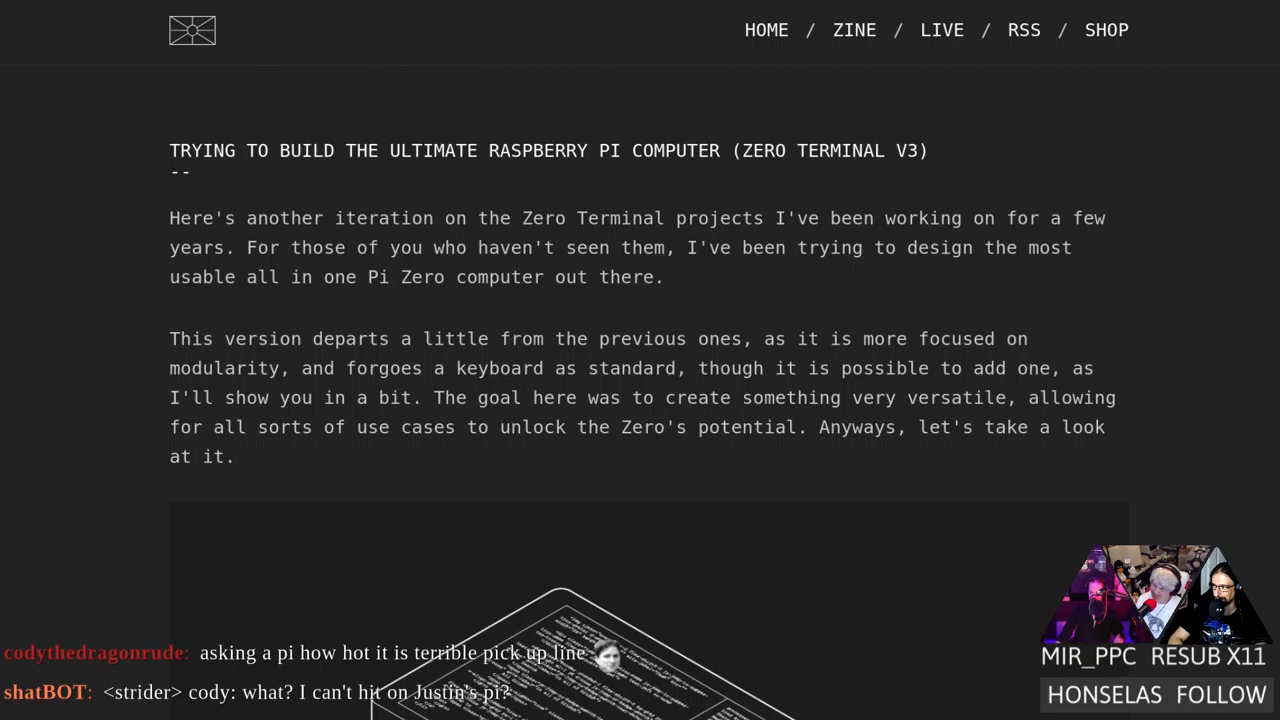 HOME / ZINE / LIVE / RSS / SHOP
TRYING TO BUILD THE ULTIMATE RASPBERRY PI COMPUTER (ZERO TERMINAL V3)
--
Here's another iteration on the Zero Terminal projects I've been working on for a few
years. For those of you who haven't seen them, I've been trying to design the most
usable all in one Pi Zero computer out there.
This version departs a little from the previous ones, as it is more focused on
modularity, and forgoes a keyboard as standard, though it is possible to add one, as
I'll show you in a bit. The goal here was to create something very versatile, allowing
for all sorts of use cases to unlock the Zero's potential. Anyways, let's take a look
at it.
codythedragonrude: asking a pi how hot it is terrible pick up line
shatBOT: <strider> cody: what? I can't hit on Justin's pi?
MIR_PPC RESUB X11
HONSELAS FOLLOW